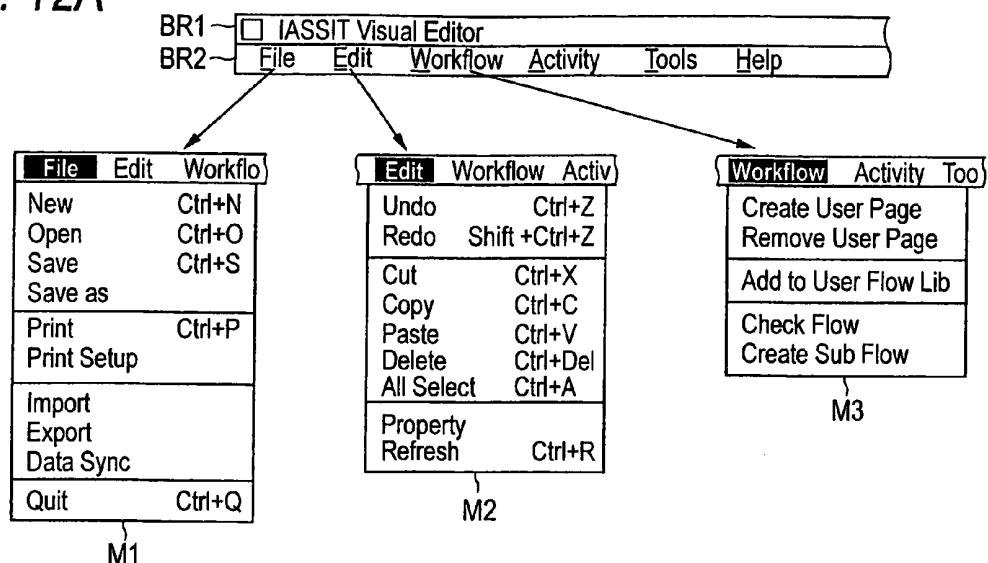 . 12A
BR1 IASSIT Visual Editor
BR2 File Edit Workflow Activity Tools Help
File Edit Workflo
New Ctrl+N
Open Ctrl+O
Save Ctrl+S
Save as
Print Ctrl+P
Print Setup
Import
Export
Data Sync
Quit Ctrl+Q
M1
Edit Workflow Activ
Undo Ctrl+Z
Redo Shift +Ctrl+Z
Cut Ctrl+X
Copy Ctrl+C
Paste Ctrl+V
Delete Ctrl+Del
All Select Ctrl+A
Property
Refresh Ctrl+R
M2
Workflow Activity Too
Create User Page
Remove User Page
Add to User Flow Lib
Check Flow
Create Sub Flow
M3